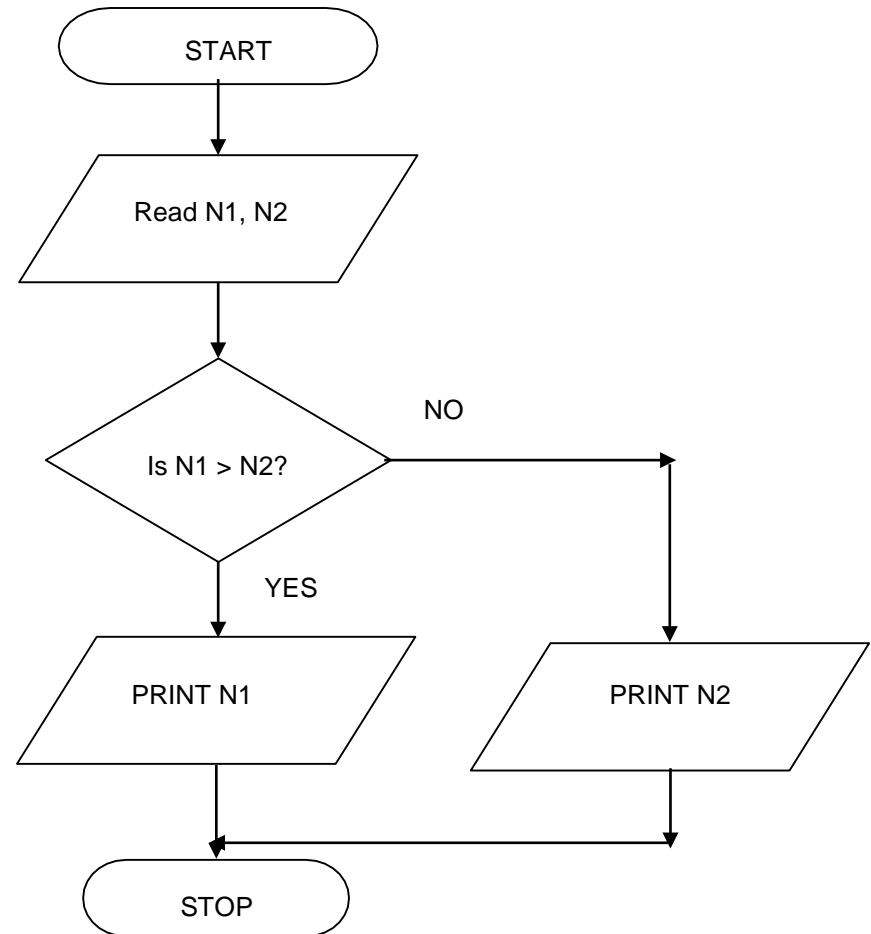 START
Read N1, N2
NO
Is N1 > N2?
YES
PRINT N1
PRINT N2
STOP